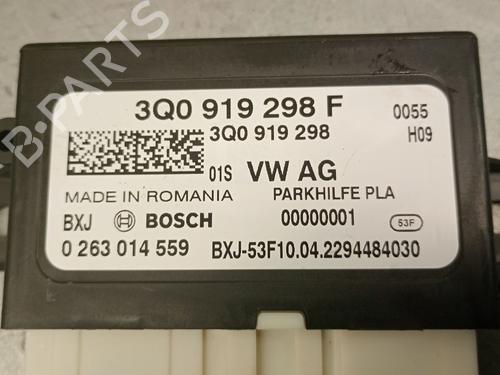 B-PARTS
3Q0 919 298 F 0055
3Q0 919 298 H09
01S VW AG
MADE IN ROMANIA PARKHILFE PLA
BXJ BOSCH 00000001 53F
0 263 014 559 BXJ-53F10.04.2294484030